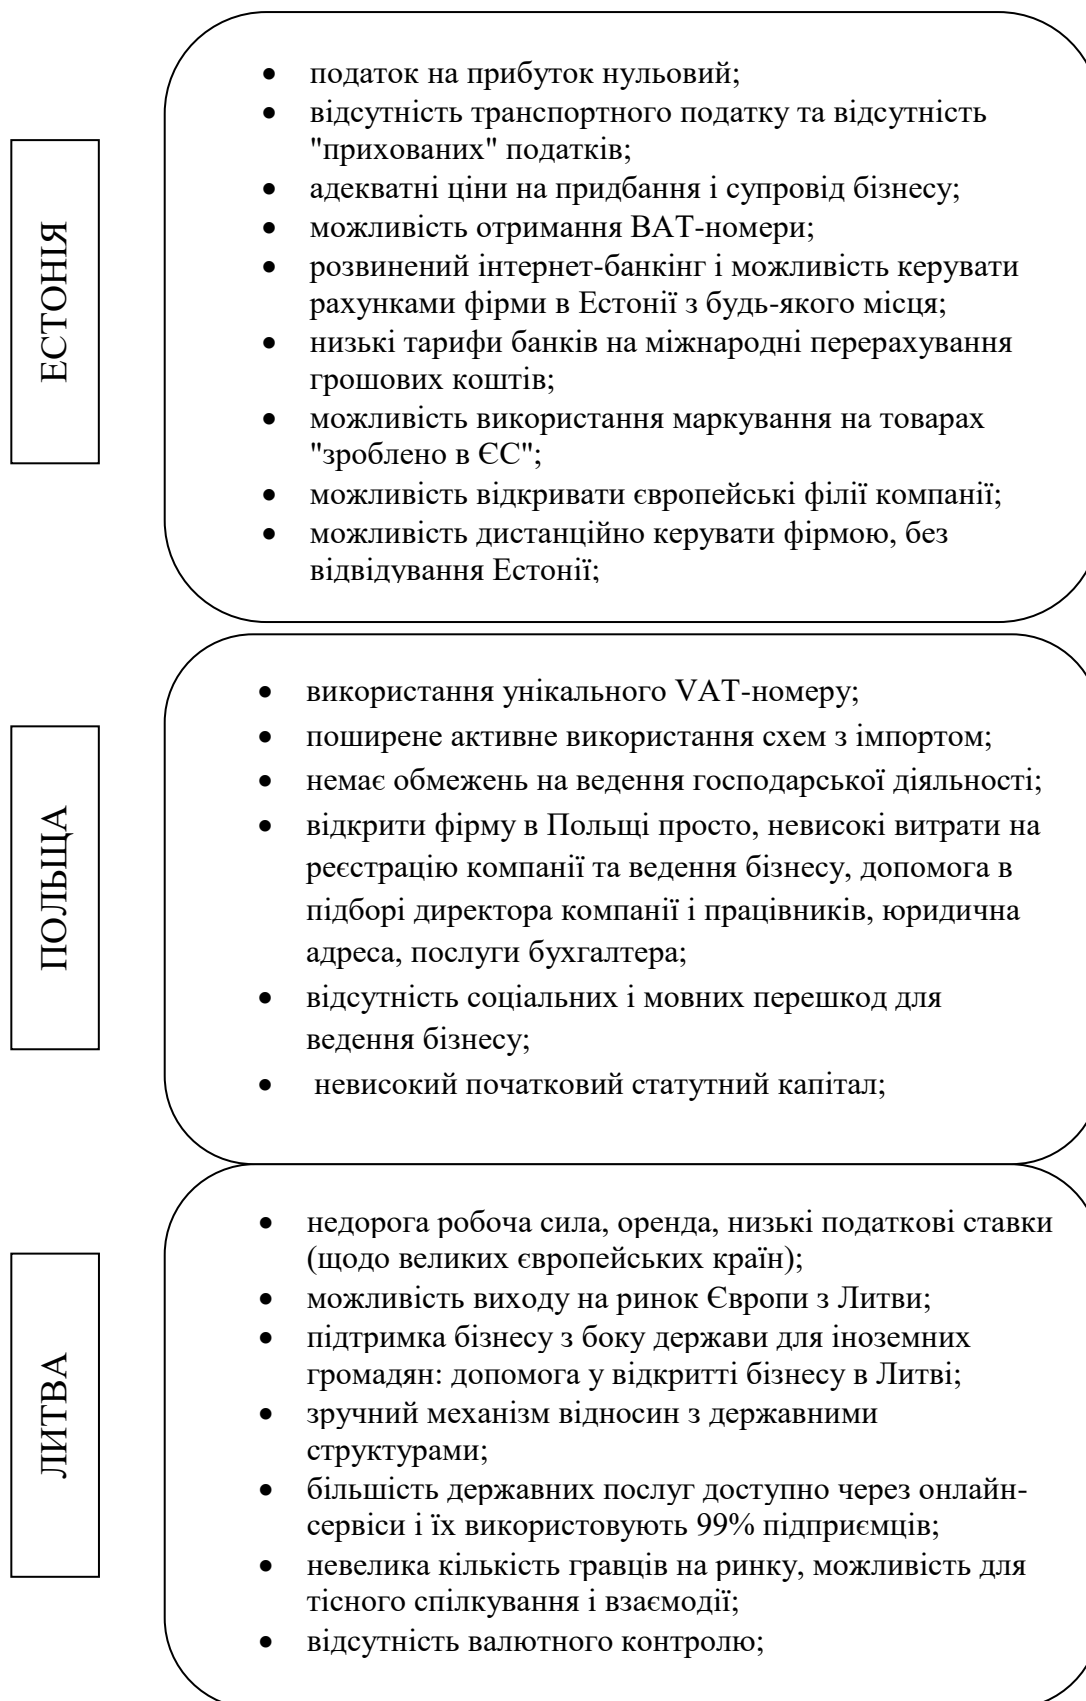 ЕСТОНІЯ
• податок на прибуток нульовий;
• відсутність транспортного податку та відсутність
"прихованих" податків;
• адекватні ціни на придбання і супровід бізнесу;
• можливість отримання ВАТ-номери;
• розвинений інтернет-банкінг і можливість керувати
рахунками фірми в Естонії з будь-якого місця;
• низькі тарифи банків на міжнародні перерахування
грошових коштів;
• можливість використання маркування на товарах
"зроблено в ЄС";
• можливість відкривати європейські філії компанії;
• можливість дистанційно керувати фірмою, без
відвідування Естонії;
ПОЛЬЩА
• використання унікального VAT-номеру;
• поширене активне використання схем з імпортом;
• немає обмежень на ведення господарської діяльності;
• відкрити фірму в Польщі просто, невисокі витрати на
реєстрацію компанії та ведення бізнесу, допомога в
підборі директора компанії і працівників, юридична
адреса, послуги бухгалтера;
• відсутність соціальних і мовних перешкод для
ведення бізнесу;
• невисокий початковий статутний капітал;
ЛИТВА
• недорога робоча сила, оренда, низькі податкові ставки
(щодо великих європейських країн);
• можливість виходу на ринок Європи з Литви;
• підтримка бізнесу з боку держави для іноземних
громадян: допомога у відкритті бізнесу в Литві;
• зручний механізм відносин з державними
структурами;
• більшість державних послуг доступно через онлайн-
сервіси і їх використовують 99% підприємців;
• невелика кількість гравців на ринку, можливість для
тісного спілкування і взаємодії;
• відсутність валютного контролю;